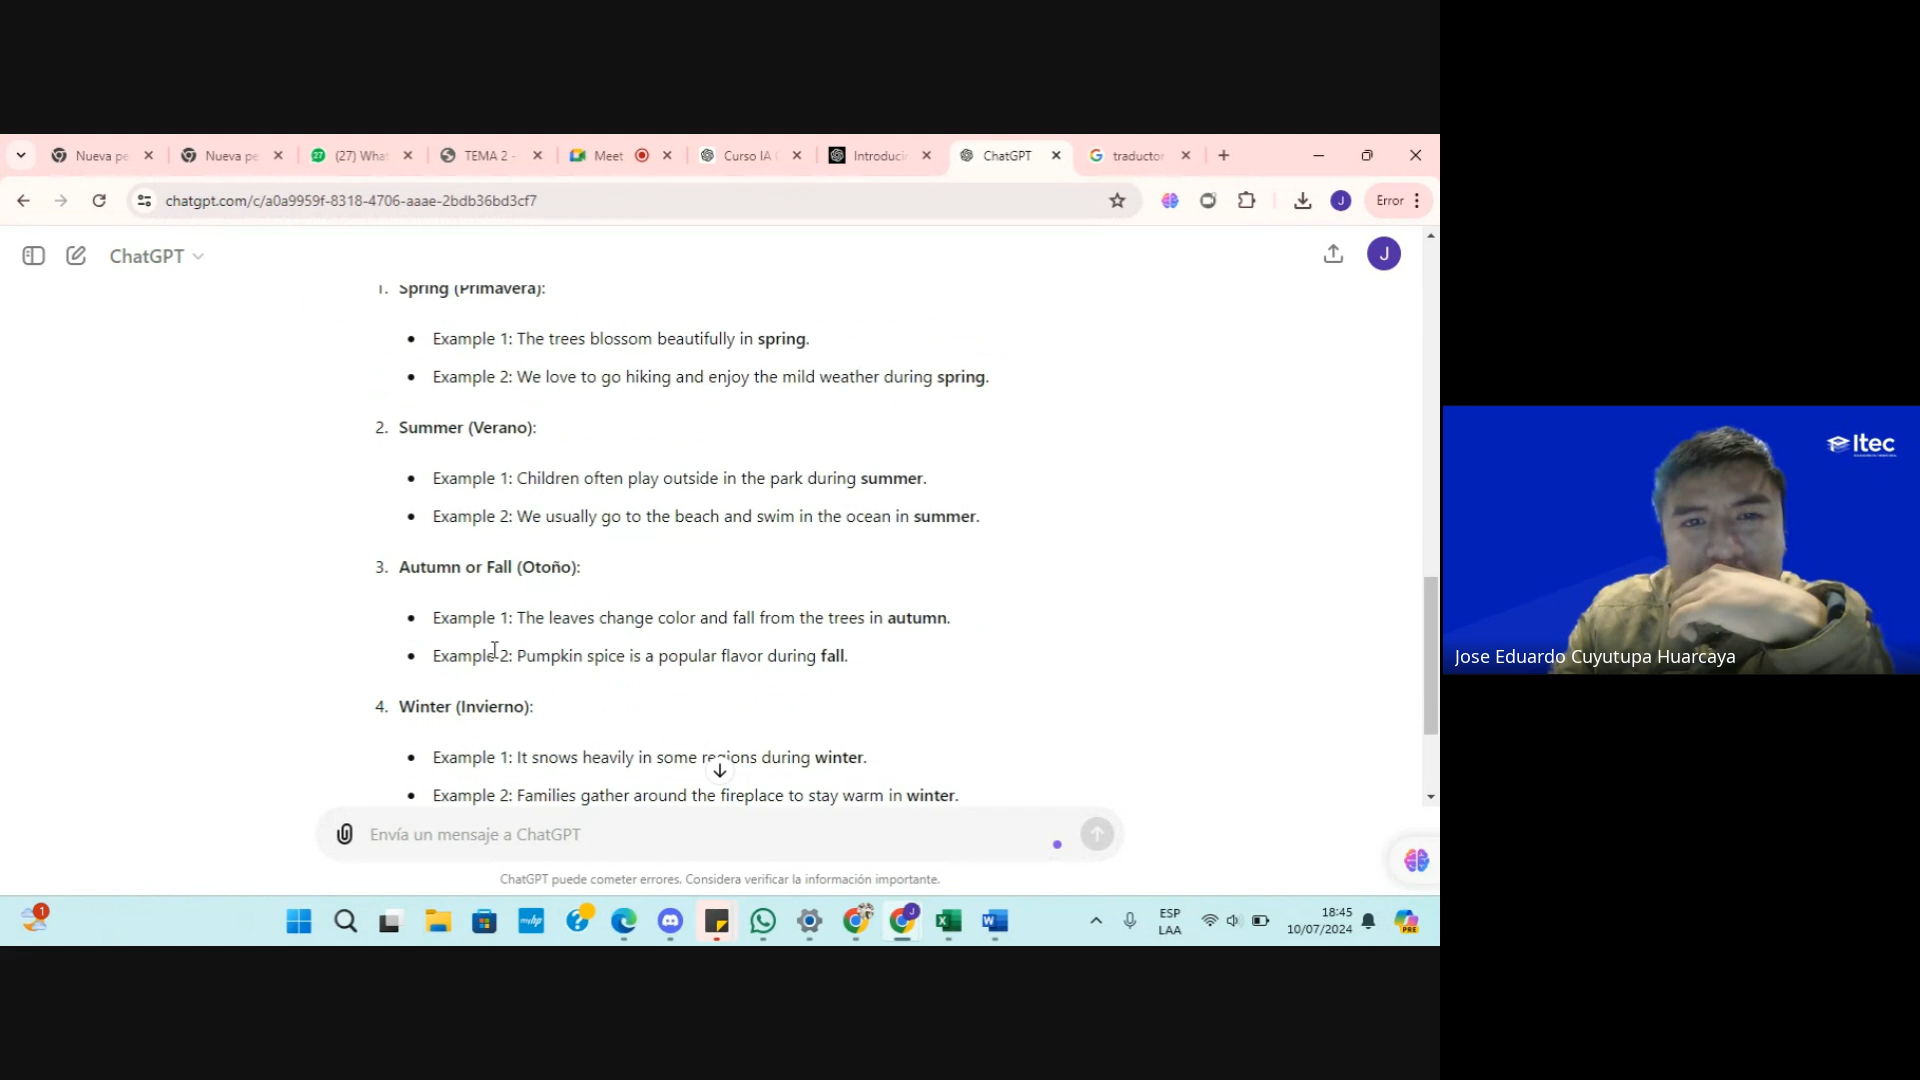 Nueva pe
Nueva pe
(27) Wha
TEMA 2 -
Meet
Curso IA
Introducir
ChatGPT
traductor
chatgpt.com/c/a0a9959f-8318-4706-aaae-2bdb36bd3cf7
J
Error
ChatGPT
J
1. Spring (Primavera):
Example 1: The trees blossom beautifully in spring.
Example 2: We love to go hiking and enjoy the mild weather during spring.
2. Summer (Verano):
Example 1: Children often play outside in the park during summer.
Example 2: We usually go to the beach and swim in the ocean in summer.
3. Autumn or Fall (Otoño):
Example 1: The leaves change color and fall from the trees in autumn.
Example 2: Pumpkin spice is a popular flavor during fall.
4. Winter (Invierno):
Example 1: It snows heavily in some regions during winter.
Example 2: Families gather around the fireplace to stay warm in winter.
Envía un mensaje a ChatGPT
ChatGPT puede cometer errores. Considera verificar la información importante.
1
myhp
J
ESP
LAA
18:45
10/07/2024
PRE
Itec
Jose Eduardo Cuyutupa Huarcaya